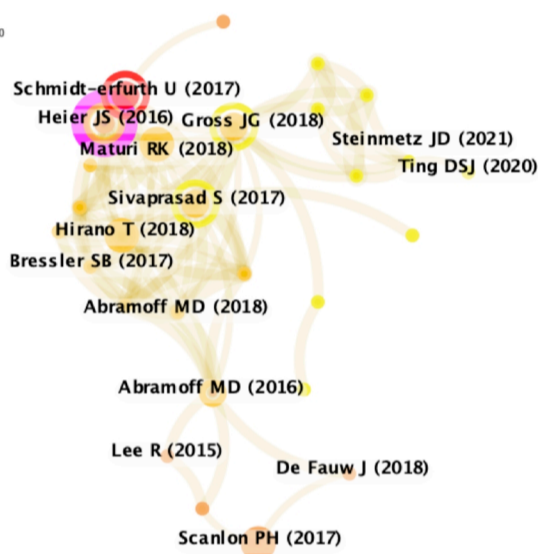 Schmidt-erfurth U (2017)
Heier JS (2016) Gross JG (2018)
Steinmetz JD (2021)
Maturi RK (2018)
Ting DSJ (2020)
Sivaprasad S (2017)
Hirano T (2018)
Bressler SB (2017)
Abramoff MD (2018)
Abramoff MD (2016)
Lee R (2015)
De Fauw J (2018)
Scanlon PH (2017)